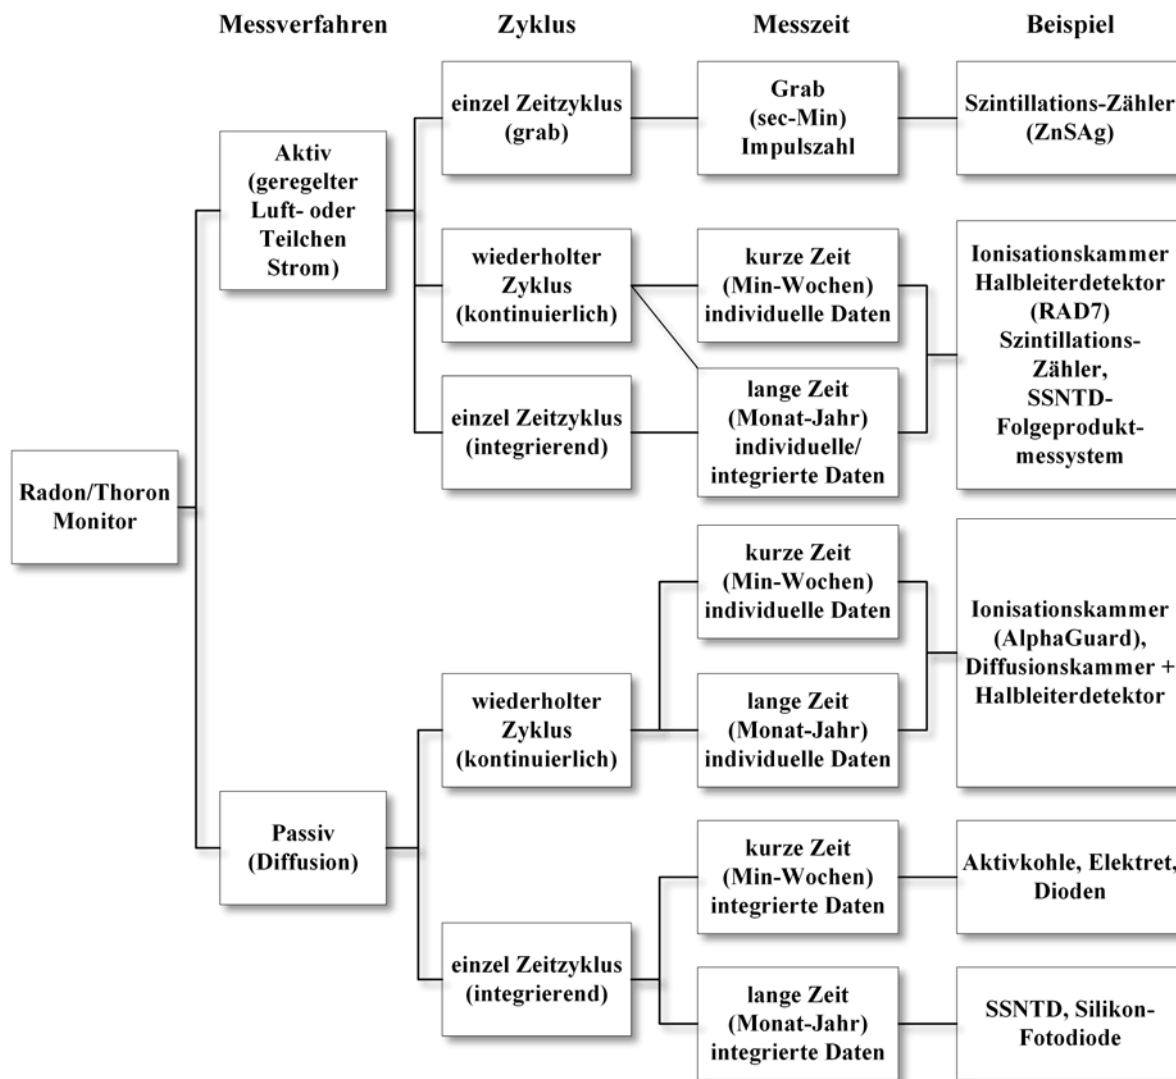 Messverfahren
Zyklus
Messzeit
Beispiel
einzel Zeitzyklus
(grab)
Grab
(sec-Min)
Impulszahl
Szintillations-Zähler
(ZnSAg)
Aktiv
(geregelter
Luft- oder
Teilchen
Strom)
wiederholter
Zyklus
(kontinuierlich)
kurze Zeit
(Min-Wochen)
individuelle Daten
Ionisationskammer
Halbleiterdetektor
(RAD7)
Szintillations-
Zähler,
SSNTD-
Folgeprodukt-
messystem
einzel Zeitzyklus
(integrierend)
lange Zeit
(Monat-Jahr)
individuelle/
integrierte Daten
Radon/Thoron
Monitor
kurze Zeit
(Min-Wochen)
individuelle Daten
Ionisationskammer
(AlphaGuard),
Diffusionskammer +
Halbleiterdetektor
wiederholter
Zyklus
(kontinuierlich)
lange Zeit
(Monat-Jahr)
individuelle Daten
Passiv
(Diffusion)
kurze Zeit
(Min-Wochen)
integrierte Daten
Aktivkohle, Elektret,
Dioden
einzel Zeitzyklus
(integrierend)
lange Zeit
(Monat-Jahr)
integrierte Daten
SSNTD, Silikon-
Fotodiode